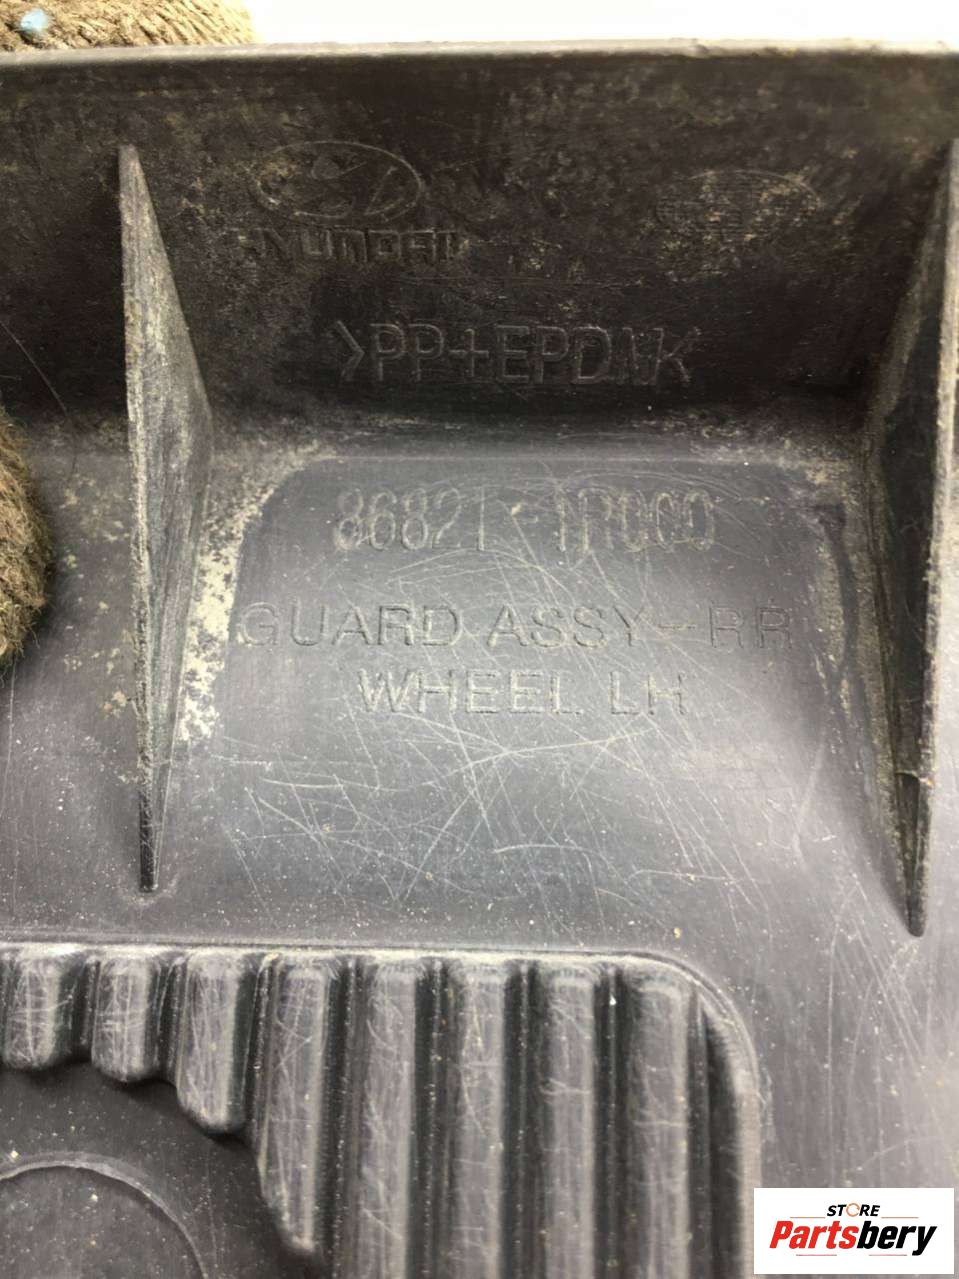 HYUNDAI
>PP+EPDM<
86821-1R000
GUARD ASSY-RR
WHEEL LH
STORE
Partsbery